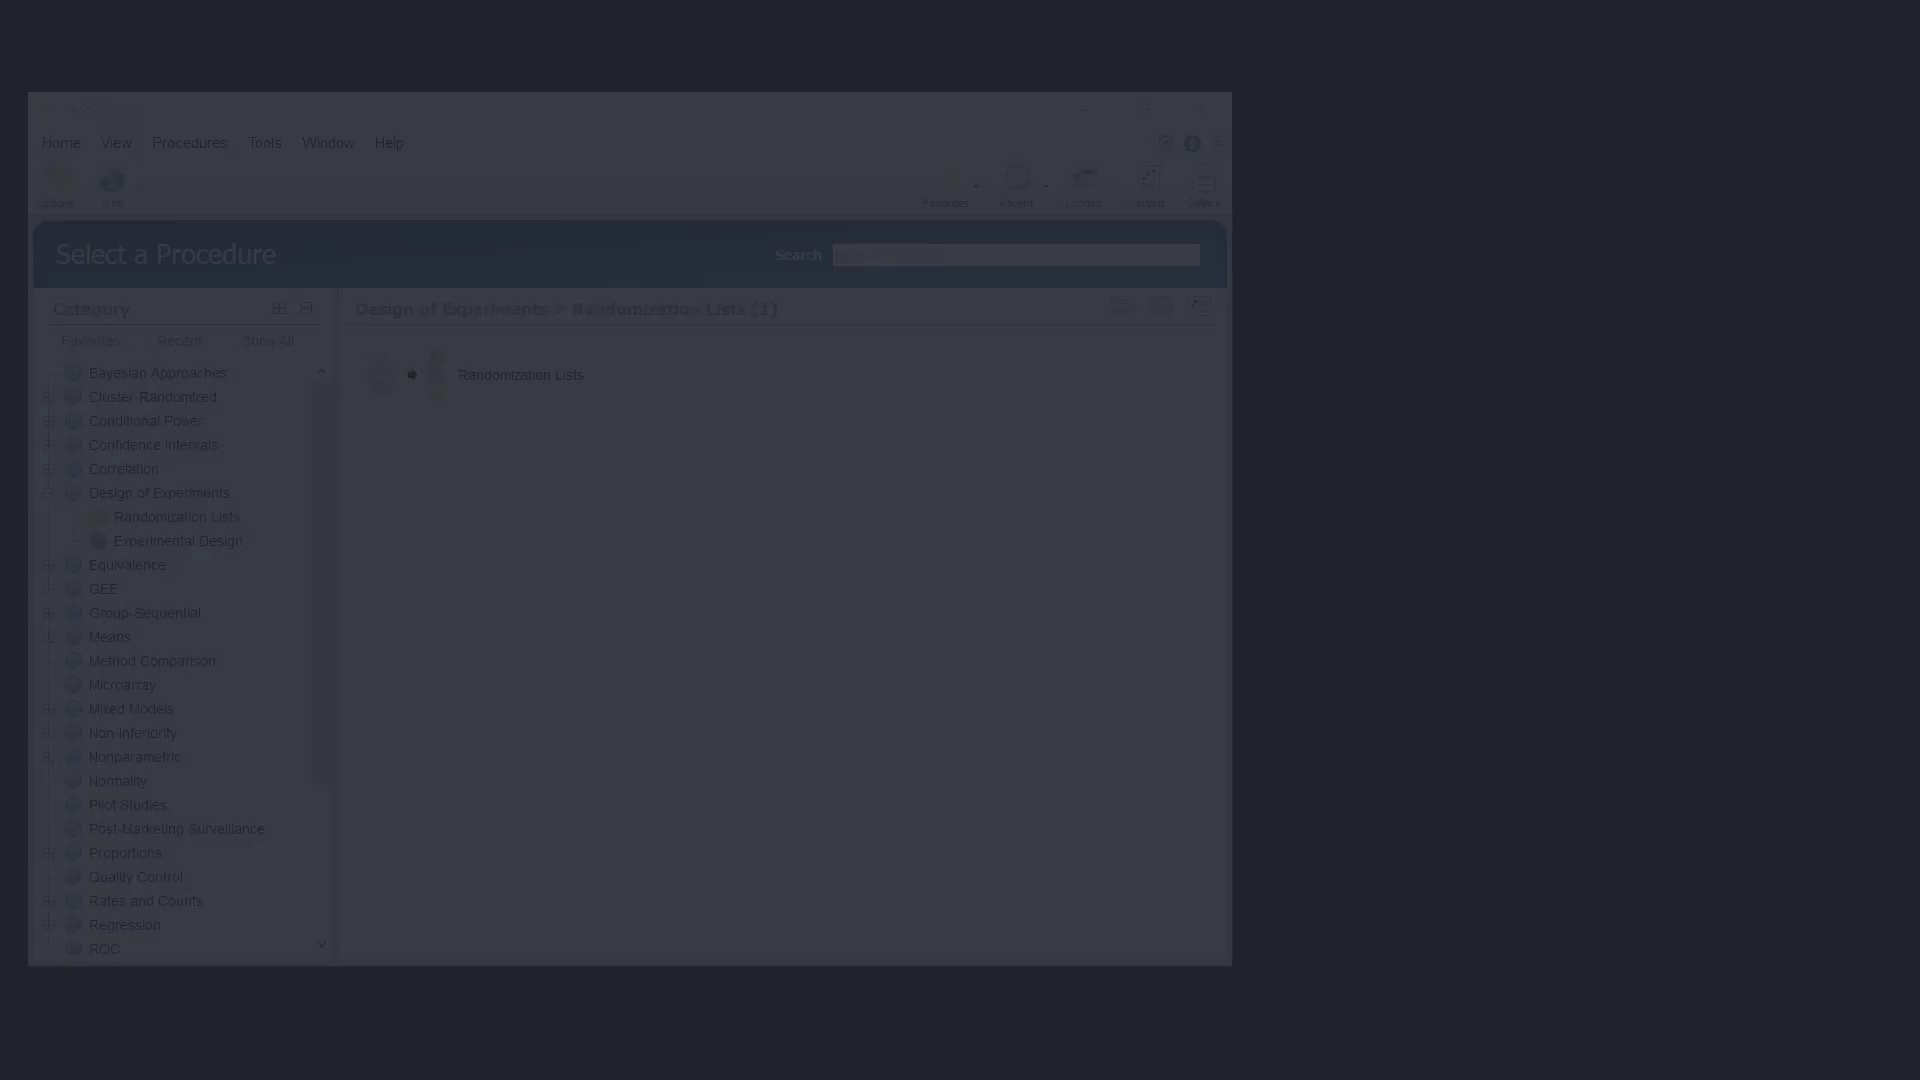 Home View Procedures Tools Window Help
Options Tree Favorites Recent Loaded Output Gallery
Select a Procedure
Search
Category
Design of Experiments > Randomization Lists (1)
Favorites Recent Show All
Randomization Lists
Bayesian Approaches
Cluster-Randomized
Conditional Power
Confidence Intervals
Correlation
Design of Experiments
Randomization Lists
Experimental Design
Equivalence
GEE
Group-Sequential
Means
Method Comparison
Microarray
Mixed Models
Non-Inferiority
Nonparametric
Normality
Pilot Studies
Post-Marketing Surveillance
Proportions
Quality Control
Rates and Counts
Regression
ROC